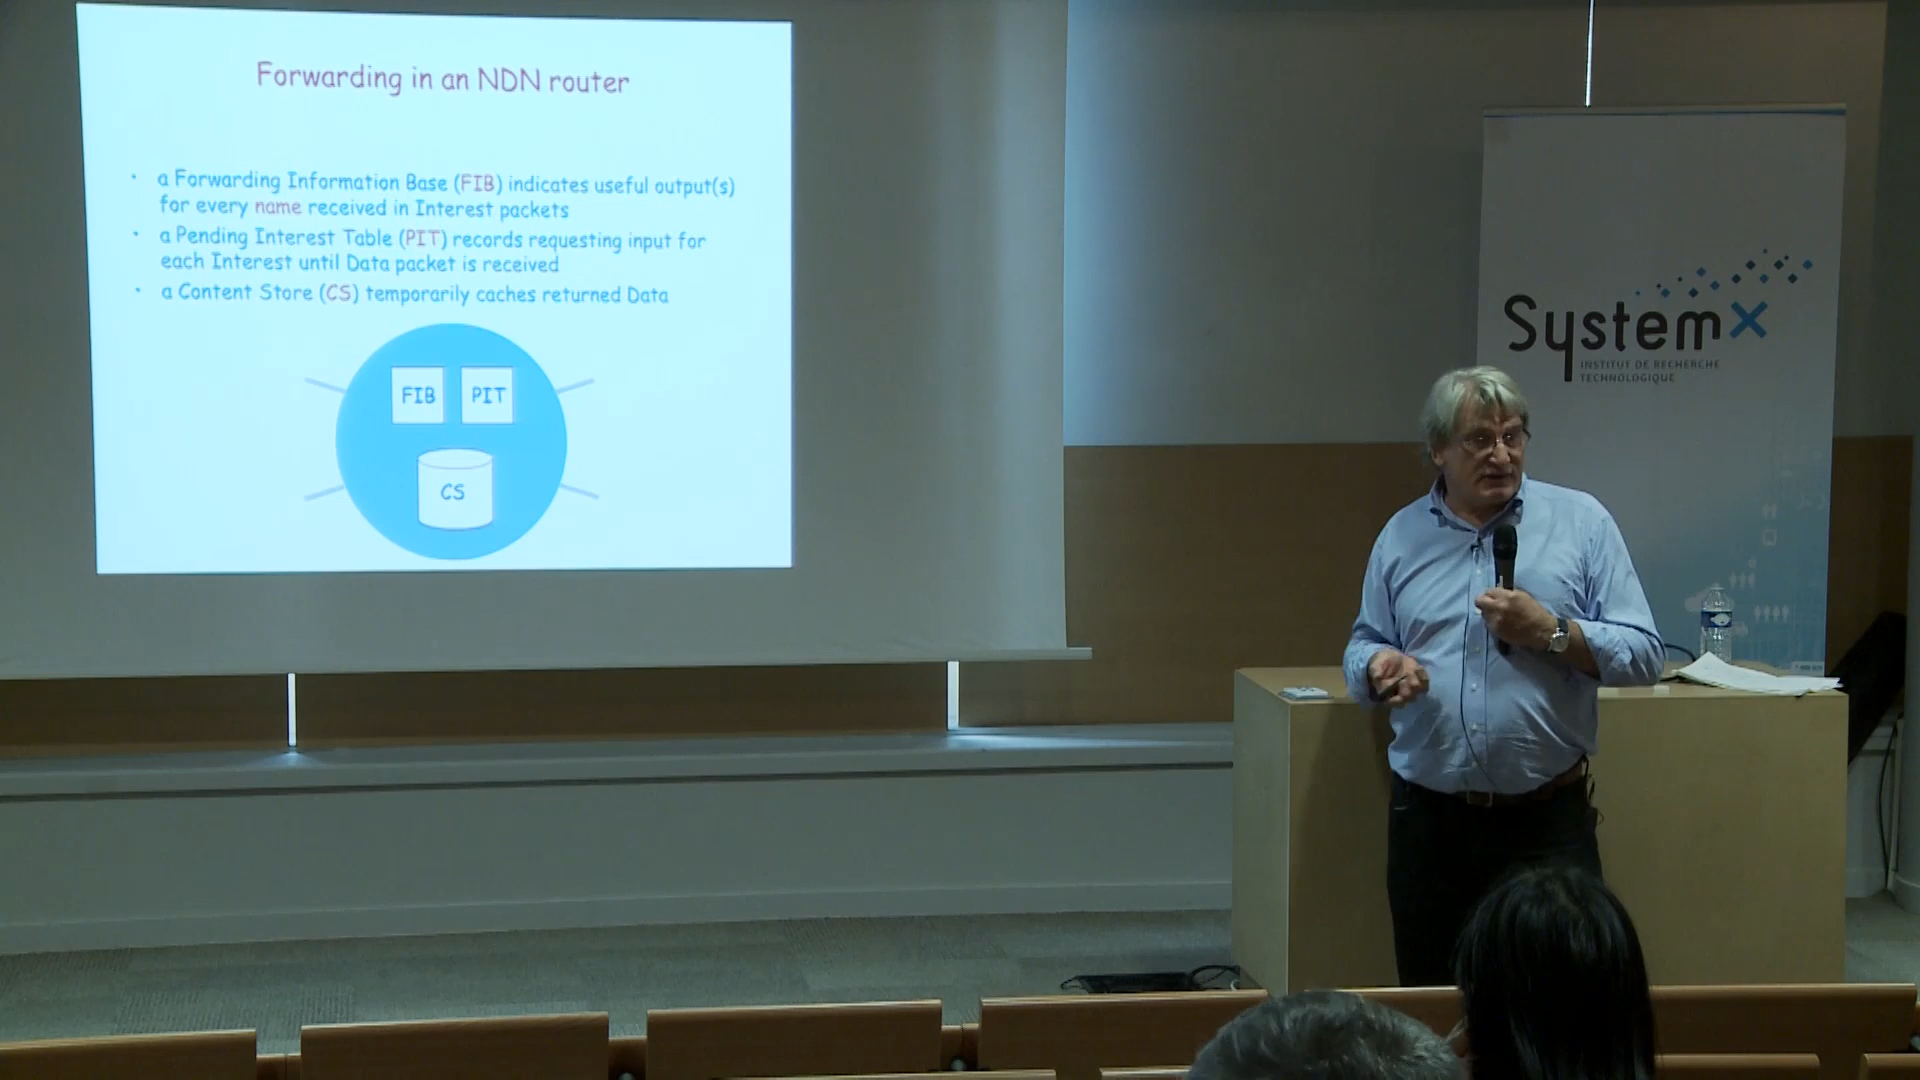 Forwarding in an NDN router
• a Forwarding Information Base (FIB) indicates useful output(s)
for every name received in Interest packets
• a Pending Interest Table (PIT) records requesting input for
each Interest until Data packet is received
• a Content Store (CS) temporarily caches returned Data
FIB PIT
CS
SystemX
INSTITUT DE RECHERCHE
TECHNOLOGIQUE